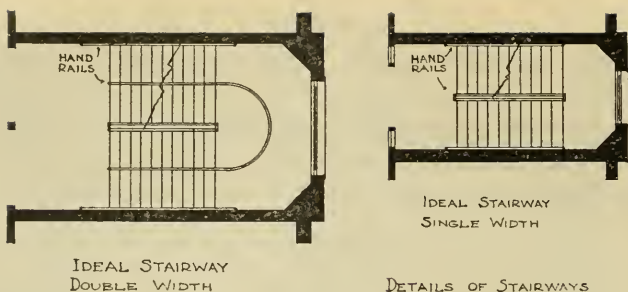 HAND
RAILS
HAND
RAILS
IDEAL STAIRWAY
DOUBLE WIDTH
IDEAL STAIRWAY
SINGLE WIDTH
DETAILS OF STAIRWAYS